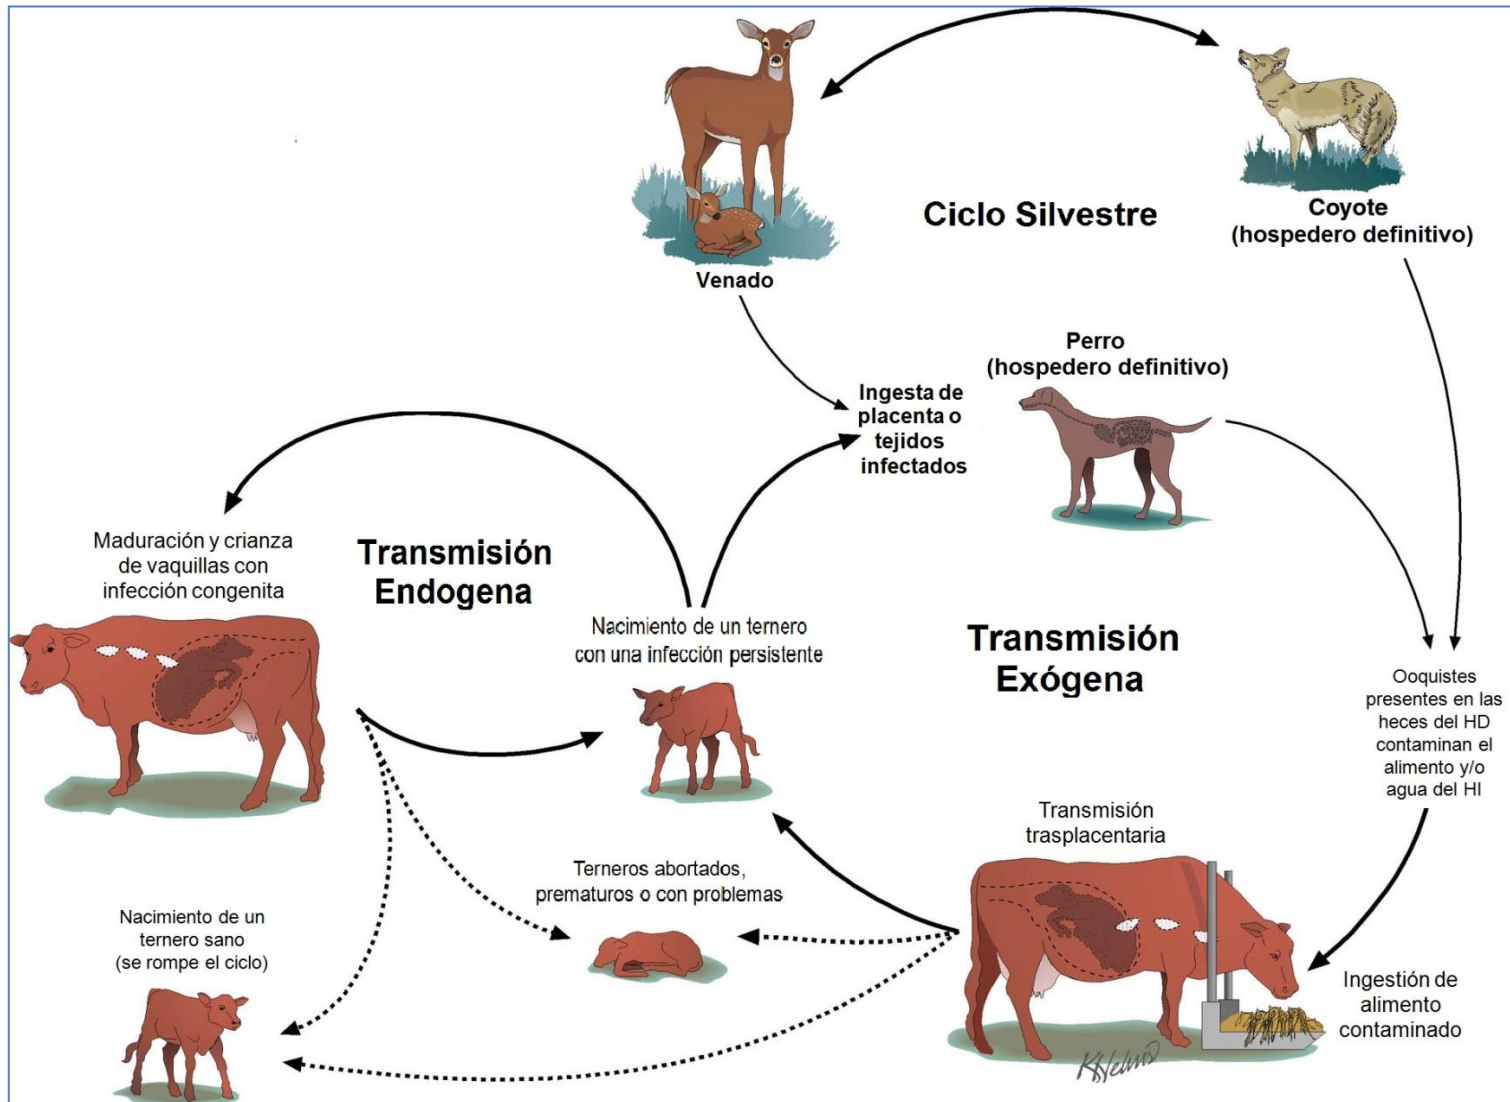 Ciclo Silvestre
Coyote
(hospedero definitivo)
Venado
Perro
(hospedero definitivo)
Ingesta de
placenta o
tejidos
infectados
Maduración y crianza
de vaquillas con
infección congenita
Transmisión
Endogena
Nacimiento de un ternero
con una infección persistente
Transmisión
Exógena
Ooquistes
presentes en las
heces del HD
contaminan el
alimento y/o
agua del HI
Transmisión
trasplacentaria
Terneros abortados,
prematuros o con problemas
Nacimiento de un
ternero sano
(se rompe el ciclo)
Ingestión de
alimento
contaminado